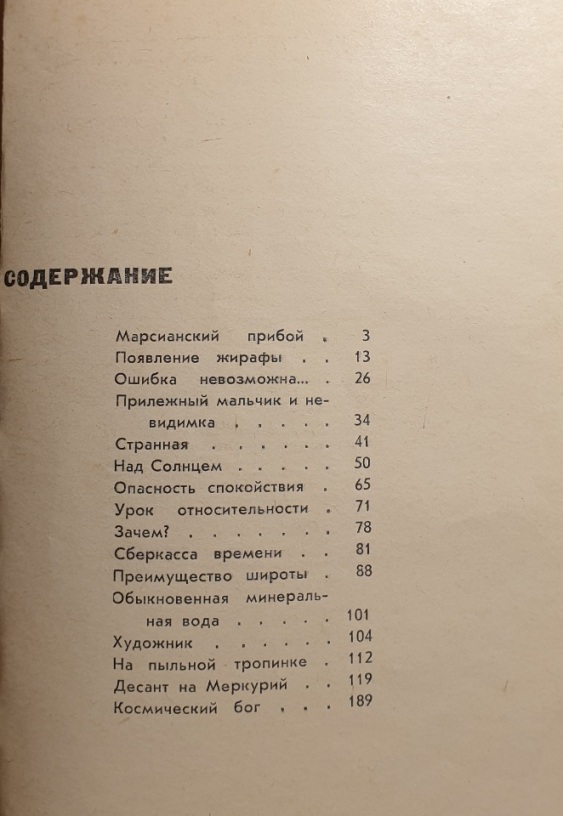 СОДЕРЖАНИЕ
Марсианский прибой . 3
Появление жирафы . . 13
Ошибка невозможна... . 26
Прилежный мальчик и не-
видимка . . . . . 34
Странная . . . . . . 41
Над Солнцем . . . . . 50
Опасность спокойствия . 65
Урок относительности . 71
Зачем? . . . . . . . 78
Сберкасса времени . . 81
Преимущество широты . 88
Обыкновенная минераль-
ная вода . . . . . 101
Художник . . . . . . 104
На пыльной тропинке . 112
Десант на Меркурий . . 119
Космический бог . . . 189